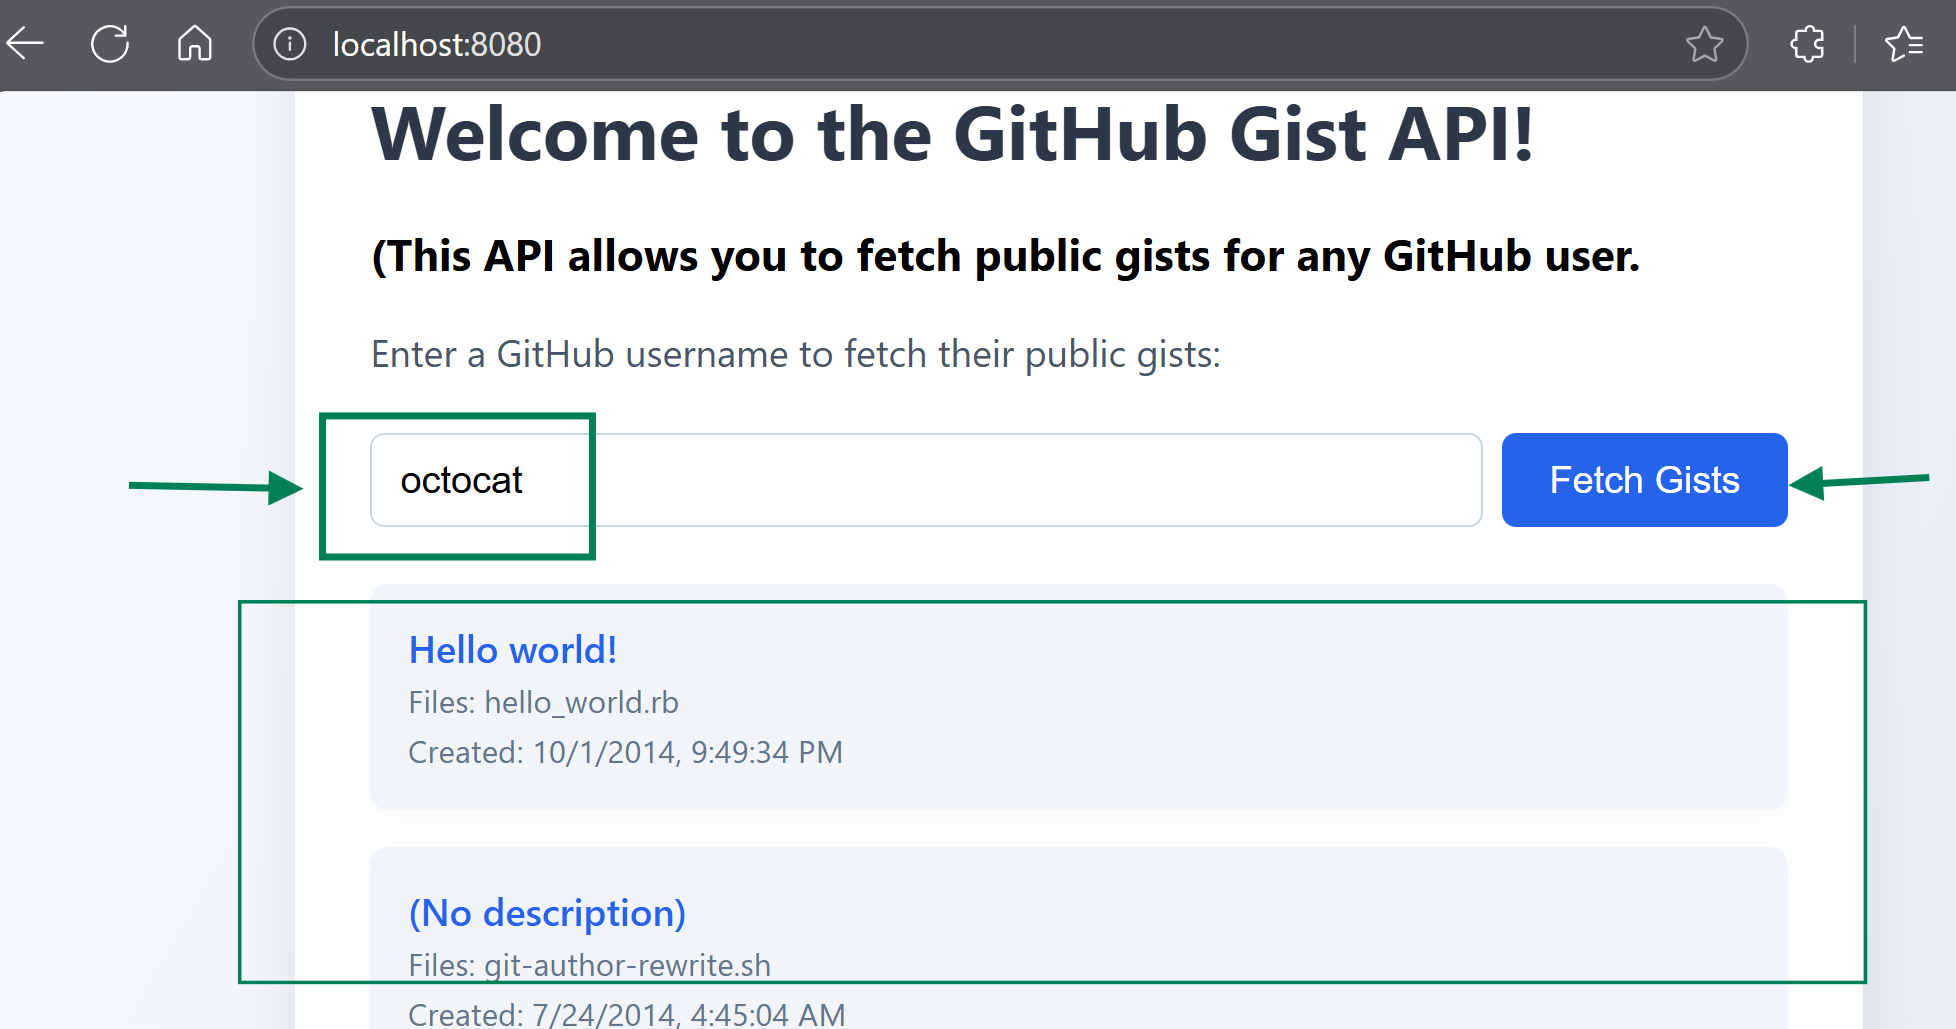 localhost:8080
Welcome to the GitHub Gist API!
(This API allows you to fetch public gists for any GitHub user.
Enter a GitHub username to fetch their public gists:
octocat
Fetch Gists
Hello world!
Files: hello_world.rb
Created: 10/1/2014, 9:49:34 PM
(No description)
Files: git-author-rewrite.sh
Created: 7/24/2014, 4:45:04 AM